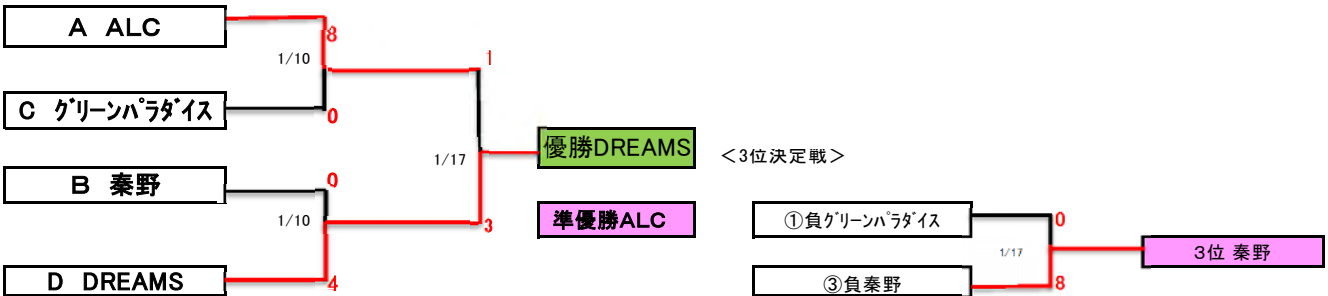 A ALC
8
1/10
1
C グリーンパラダイス
0
優勝DREAMS
1/17
＜3位決定戦＞
B 秦野
0
1/10
準優勝ALC
3
D DREAMS
4
①負グリーンパラダイス
0
1/17
3位 秦野
③負秦野
8